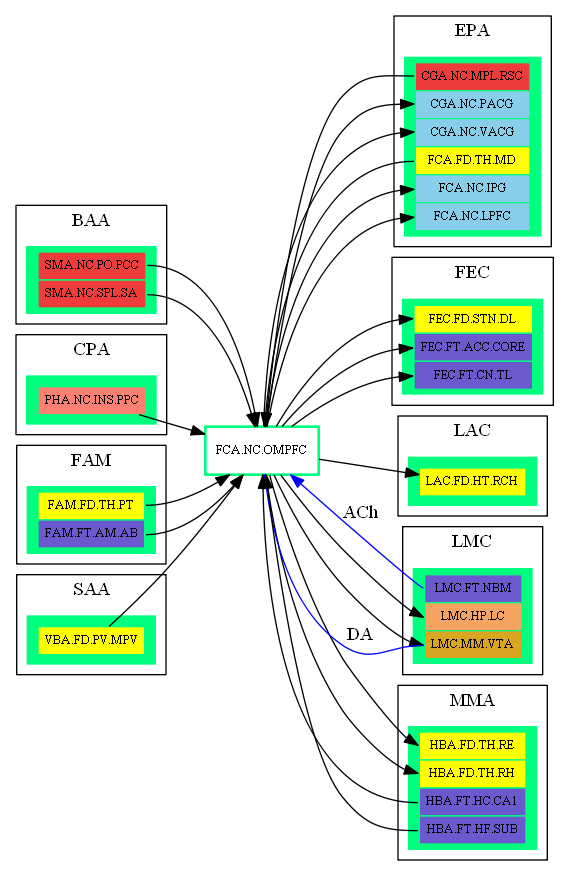 BAA
SMA.NC.PO.PCC
SMA.NC.SPL.SA
CPA
PHA.NC.INS.PPC
FAM
FAM.FD.TH.PT
FAM.FT.AM.AB
SAA
VBA.FD.PV.MPV
FCA.NC.OMPFC
EPA
CGA.NC.MPL.RSC
CGA.NC.PACG
CGA.NC.VACG
FCA.FD.TH.MD
FCA.NC.IPG
FCA.NC.LPFC
FEC
FEC.FD.STN.DL
FEC.FT.ACC.CORE
FEC.FT.CN.TL
LAC
LAC.FD.HT.RCH
ACh
DA
LMC
LMC.FT.NBM
LMC.HP.LC
LMC.MM.VTA
MMA
HBA.FD.TH.RE
HBA.FD.TH.RH
HBA.FT.HC.CA1
HBA.FT.HF.SUB